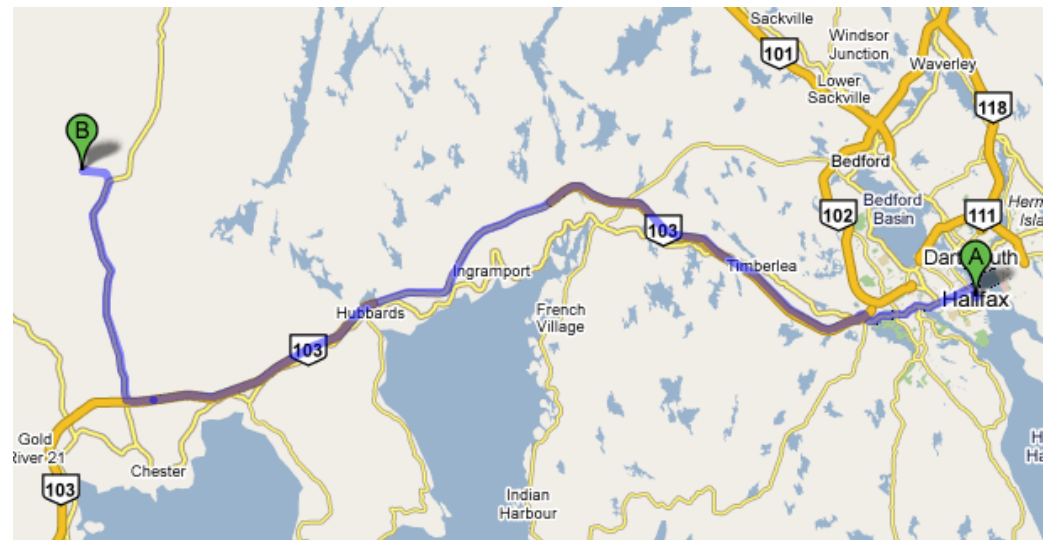 Sackville
Windsor
Junction
101
Waverley
Lower
Sackville
118
B
Bedford
Bedford
Basin
102
111
103
A
Timberlea
Ingramport
Halifax
Hubbards
French
Village
103
Gold
River 21
Chester
103
Indian
Harbour